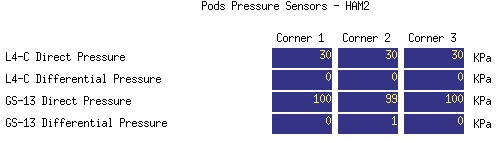 Pods Pressure Sensors - HAM2
Corner 1 Corner 2 Corner 3
L4-C Direct Pressure 30 30 30 KPa
L4-C Differential Pressure 0 0 0 KPa
GS-13 Direct Pressure 100 99 100 KPa
GS-13 Differential Pressure 0 1 0 KPa